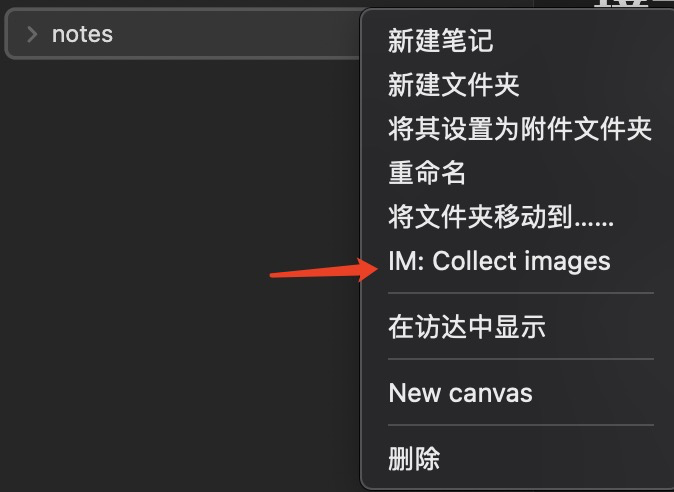 notes
新建笔记
新建文件夹
将其设置为附件文件夹
重命名
将文件夹移动到......
IM: Collect images
在访达中显示
New canvas
删除